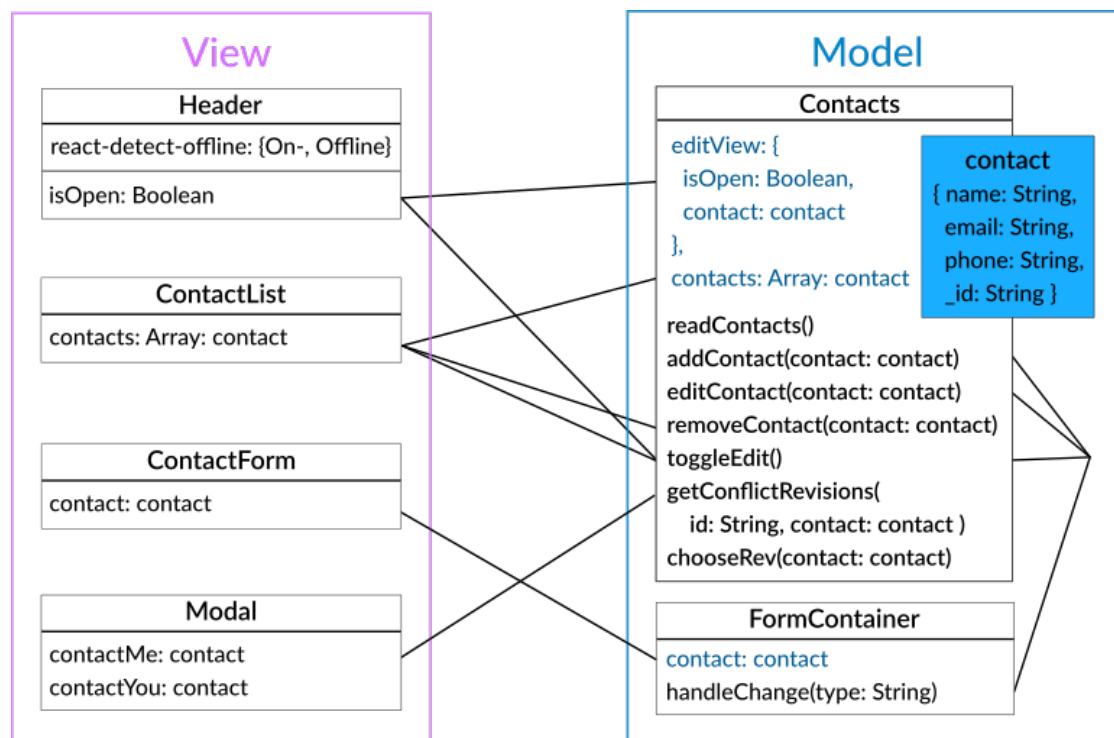 View
Header
react-detect-offline: {On-, Offline}
isOpen: Boolean
ContactList
contacts: Array: contact
ContactForm
contact: contact
Modal
contactMe: contact
contactYou: contact
Model
Contacts
editView: {
isOpen: Boolean,
contact: contact
},
contacts: Array: contact
readContacts()
addContact(contact: contact)
editContact(contact: contact)
removeContact(contact: contact)
toggleEdit()
getConflictRevisions(
id: String, contact: contact )
chooseRev(contact: contact)
contact
{ name: String,
email: String,
phone: String,
_id: String }
FormContainer
contact: contact
handleChange(type: String)